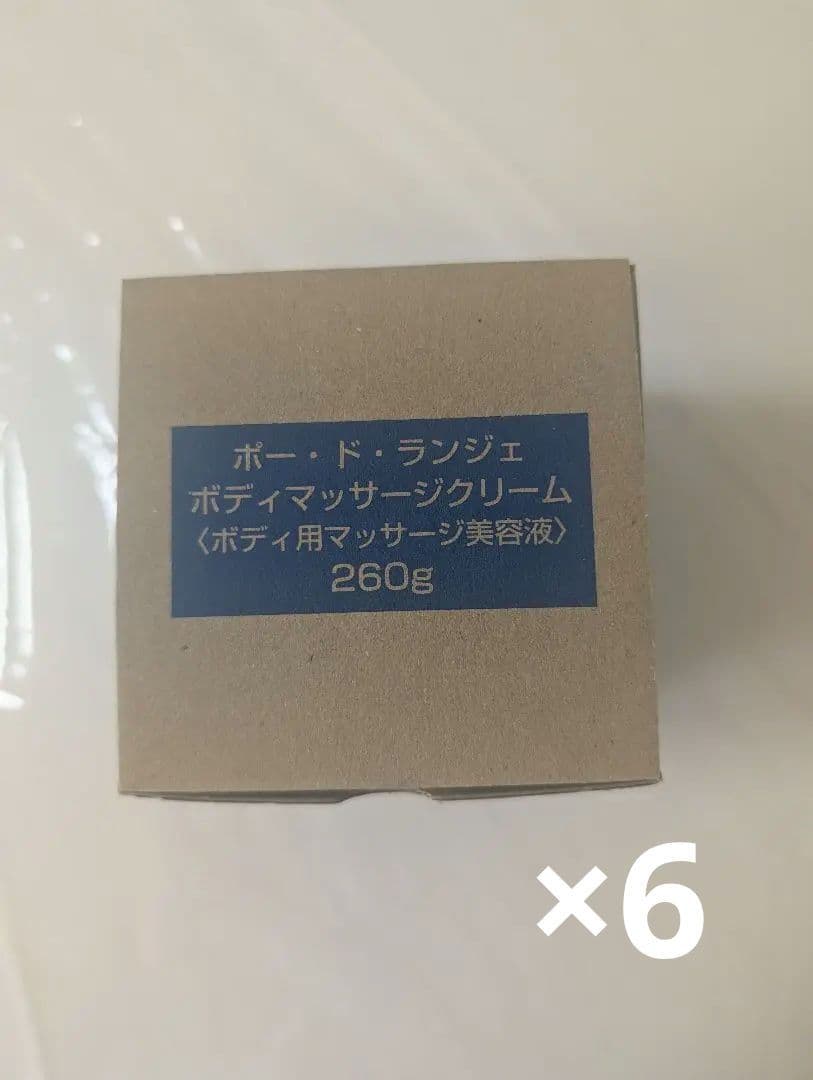 ポー・ド・ランジェ
ボディマッサージクリーム
〈ボディ用マッサージ美容液〉
260g
×6